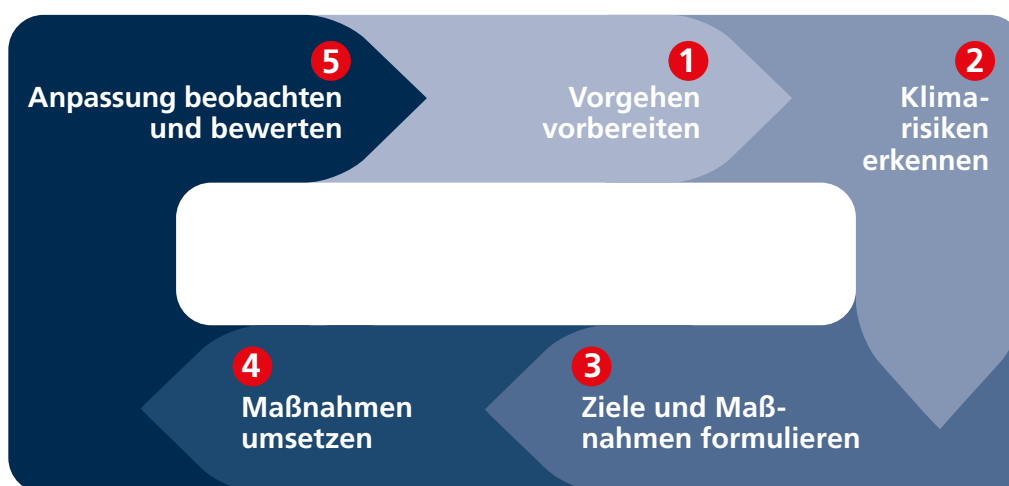 5
Anpassung beobachten
und bewerten
1
Vorgehen
vorbereiten
2
Klima-
risiken
erkennen
3
Ziele und Maß-
nahmen formulieren
4
Maßnahmen
umsetzen